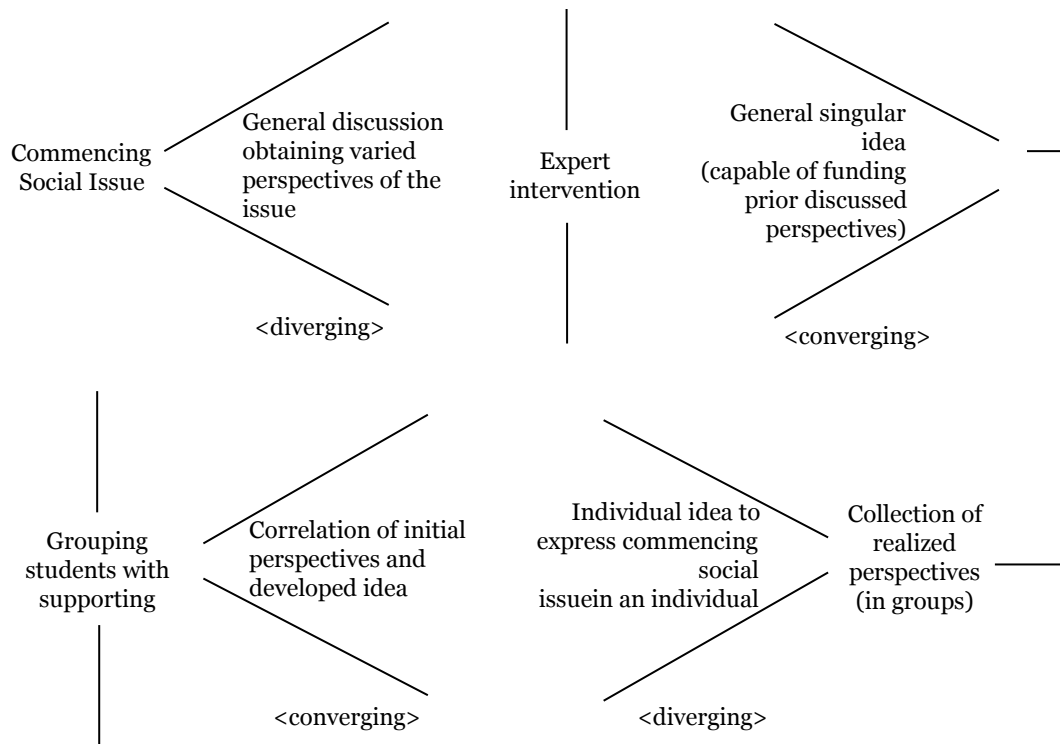 Commencing
Social Issue
General discussion
obtaining varied
perspectives of the
issue
<diverging>
Expert
intervention
General singular
idea
(capable of funding
prior discussed
perspectives)
<converging>
Grouping
students with
supporting
Correlation of initial
perspectives and
developed idea
<converging>
Individual idea to
express commencing
social
issuein an individual
<diverging>
Collection of
realized
perspectives
(in groups)